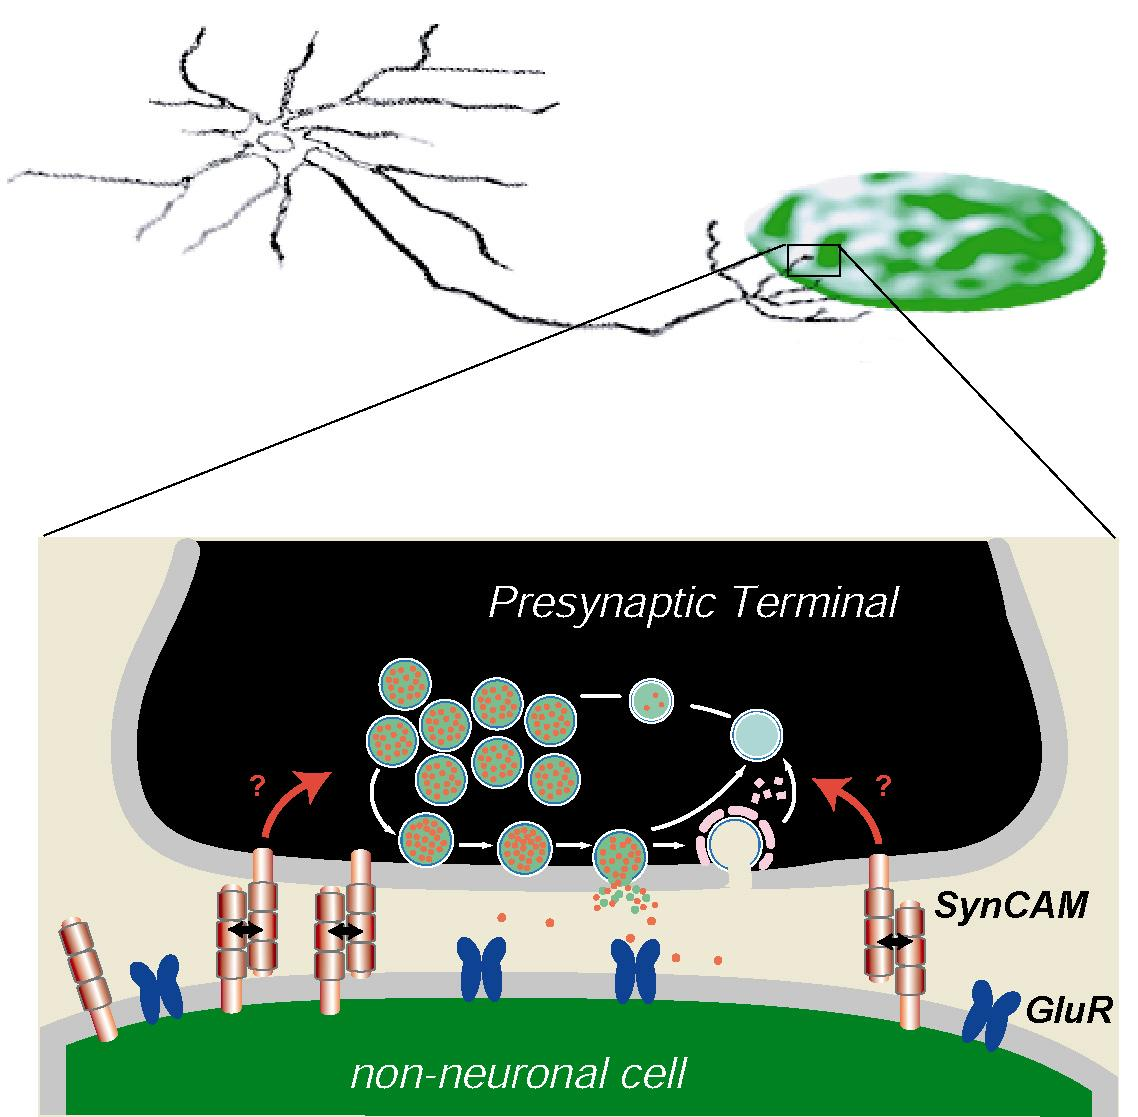 Presynaptic Terminal
?
?
SynCAM
GluR
non-neuronal cell